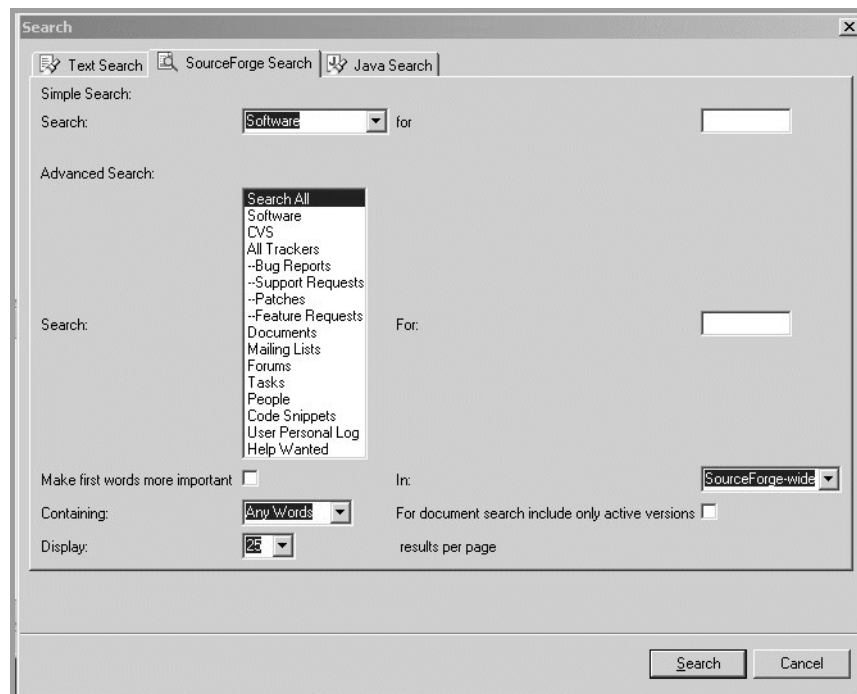 Search
Text Search SourceForge Search Java Search
Simple Search:
Search: Software for
Advanced Search:
Search All
Software
CVS
All Trackers
--Bug Reports
--Support Requests
--Patches
--Feature Requests
Search: For:
Documents
Mailing Lists
Forums
Tasks
People
Code Snippets
User Personal Log
Help Wanted
Make first words more important In: SourceForge-wide
Containing: Any Words For document search include only active versions
Display: 25 results per page
Search Cancel